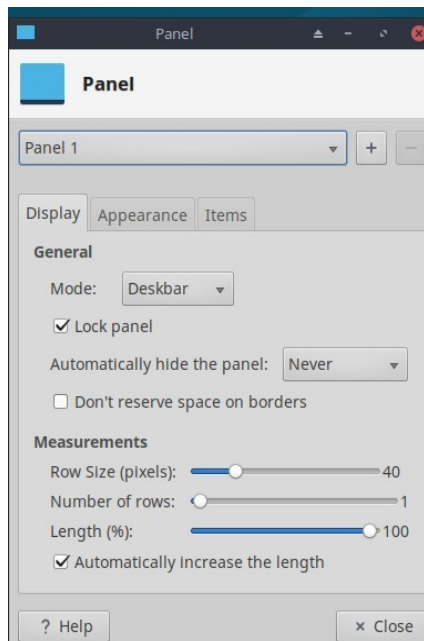 Panel
Panel
Panel 1
Display Appearance Items
General
Mode: Deskbar
Lock panel
Automatically hide the panel: Never
Don't reserve space on borders
Measurements
Row Size (pixels): 40
Number of rows: 1
Length (%): 100
Automatically increase the length
? Help × Close